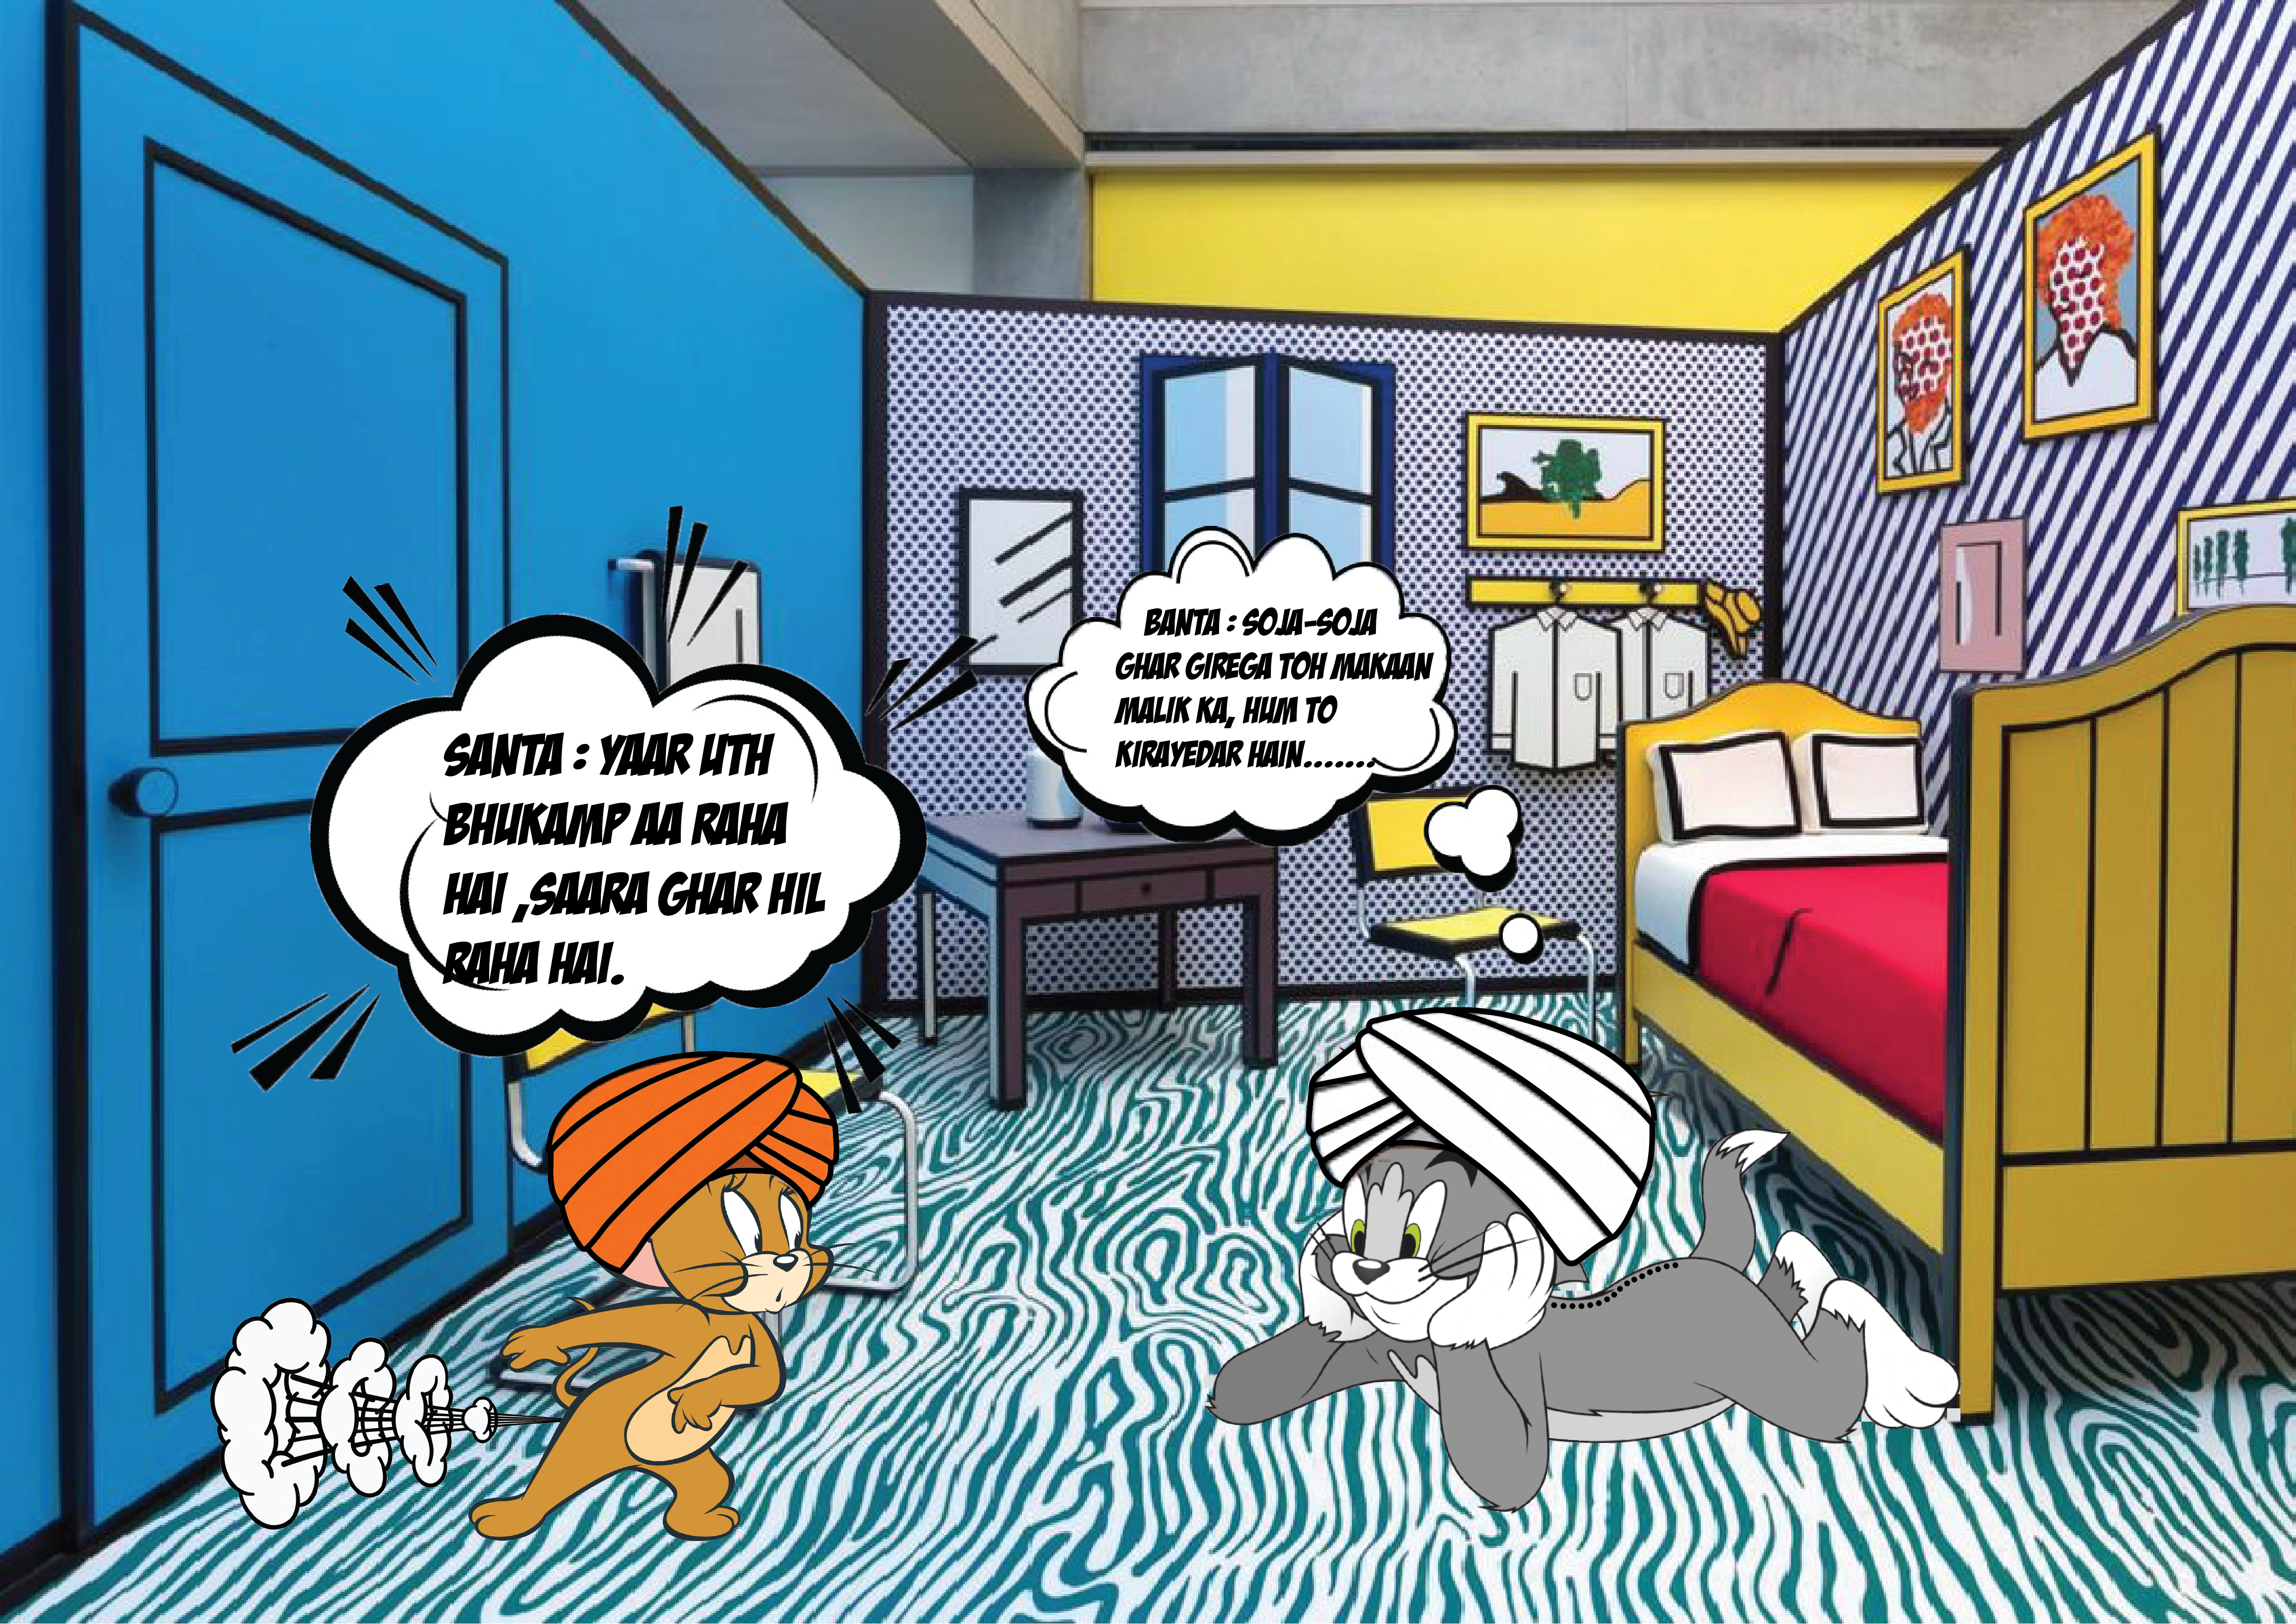 SANTA : YAAR UTH
BHUKAMP AA RAHA
HAI ,SAARA GHAR HIL
RAHA HAI.
BANTA : SOJA-SOJA
GHAR GIREGA TOH MAKAAN
MALIK KA, HUM TO
KIRAYEDAR HAIN.......